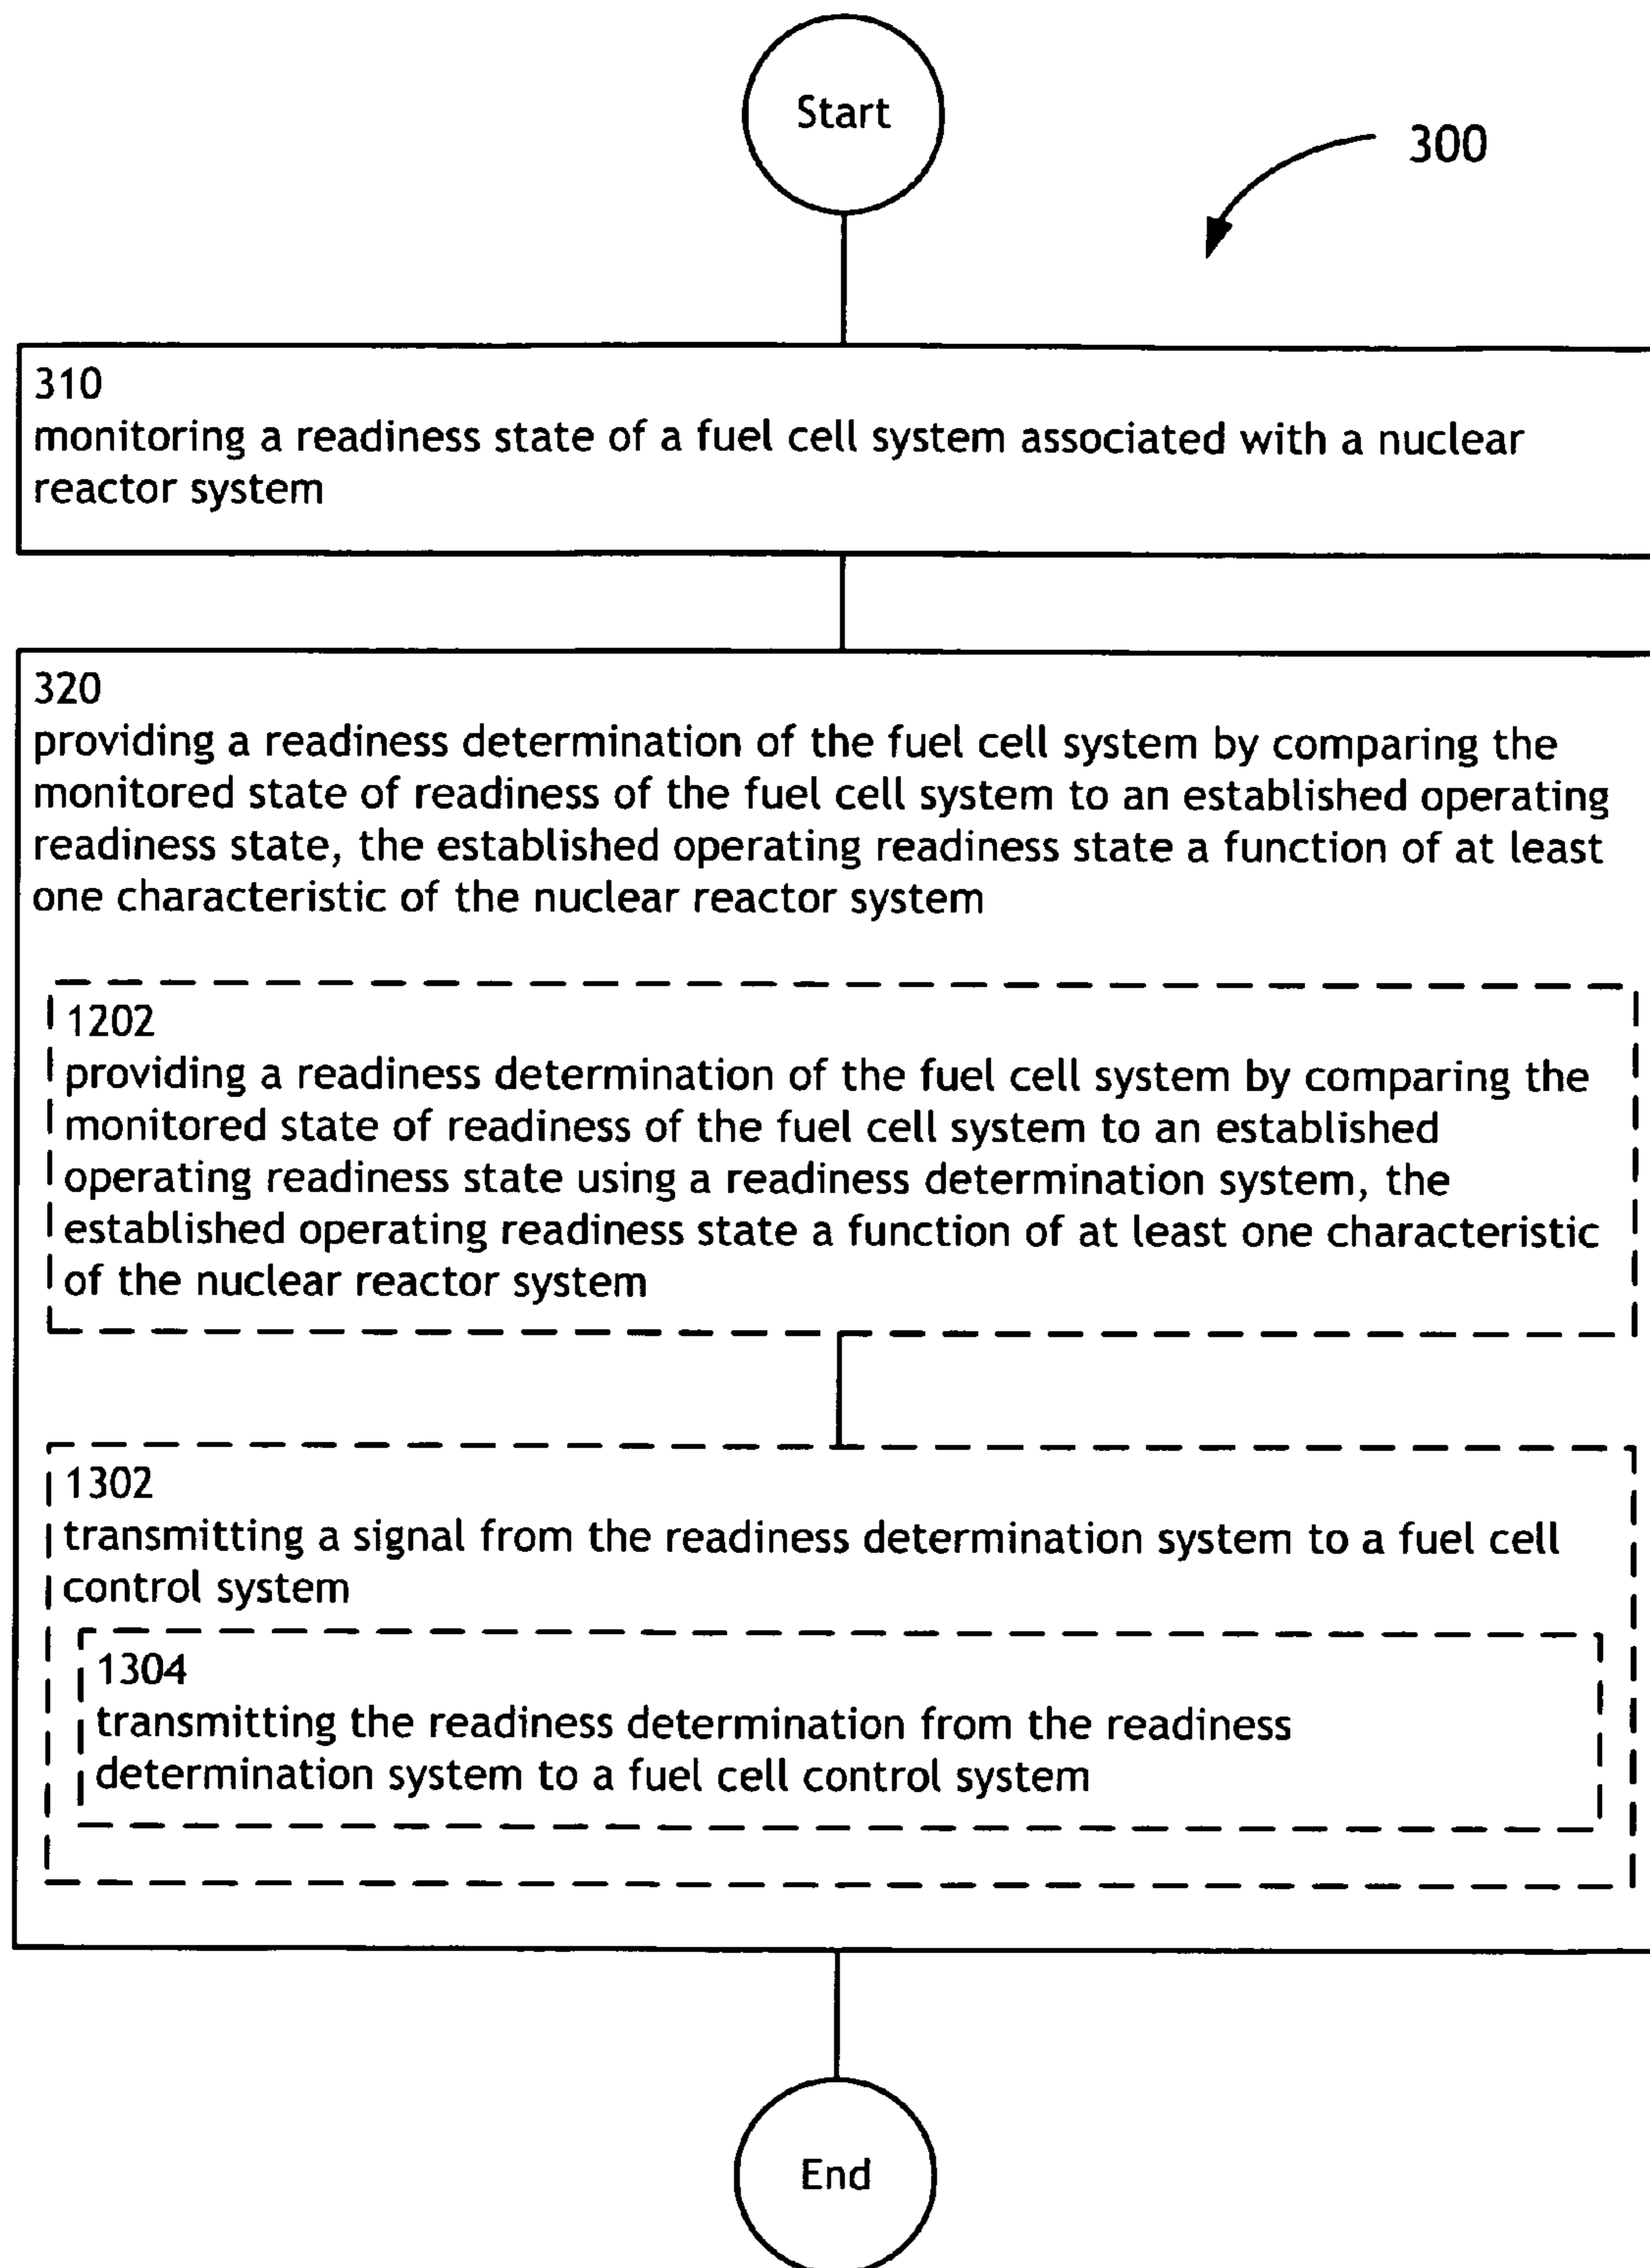 Start
300
310
monitoring a readiness state of a fuel cell system associated with a nuclear
reactor system
320
providing a readiness determination of the fuel cell system by comparing the
monitored state of readiness of the fuel cell system to an established operating
readiness state, the established operating readiness state a function of at least
one characteristic of the nuclear reactor system
1202
providing a readiness determination of the fuel cell system by comparing the
monitored state of readiness of the fuel cell system to an established
operating readiness state using a readiness determination system, the
established operating readiness state a function of at least one characteristic
of the nuclear reactor system
1302
transmitting a signal from the readiness determination system to a fuel cell
control system
1304
transmitting the readiness determination from the readiness
determination system to a fuel cell control system
End